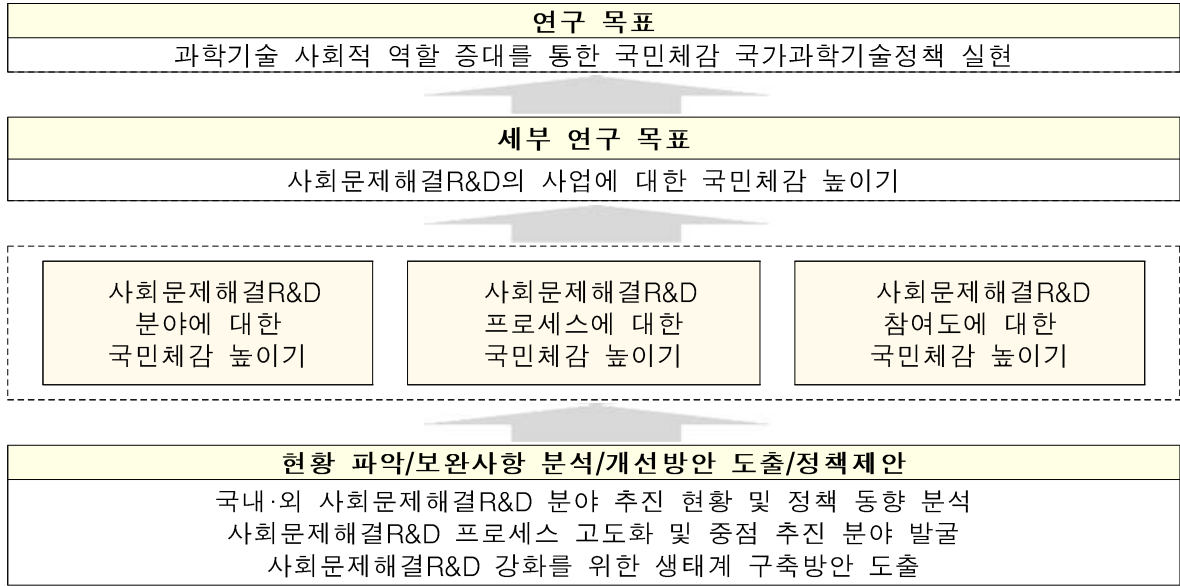 연구 목표
과학기술 사회적 역할 증대를 통한 국민체감 국가과학기술정책 실현
세부 연구 목표
사회문제해결R&D의 사업에 대한 국민체감 높이기
사회문제해결R&D
분야에 대한
국민체감 높이기
사회문제해결R&D
프로세스에 대한
국민체감 높이기
사회문제해결R&D
참여도에 대한
국민체감 높이기
현황 파악/보완사항 분석/개선방안 도출/정책제안
국내·외 사회문제해결R&D 분야 추진 현황 및 정책 동향 분석
사회문제해결R&D 프로세스 고도화 및 중점 추진 분야 발굴
사회문제해결R&D 강화를 위한 생태계 구축방안 도출